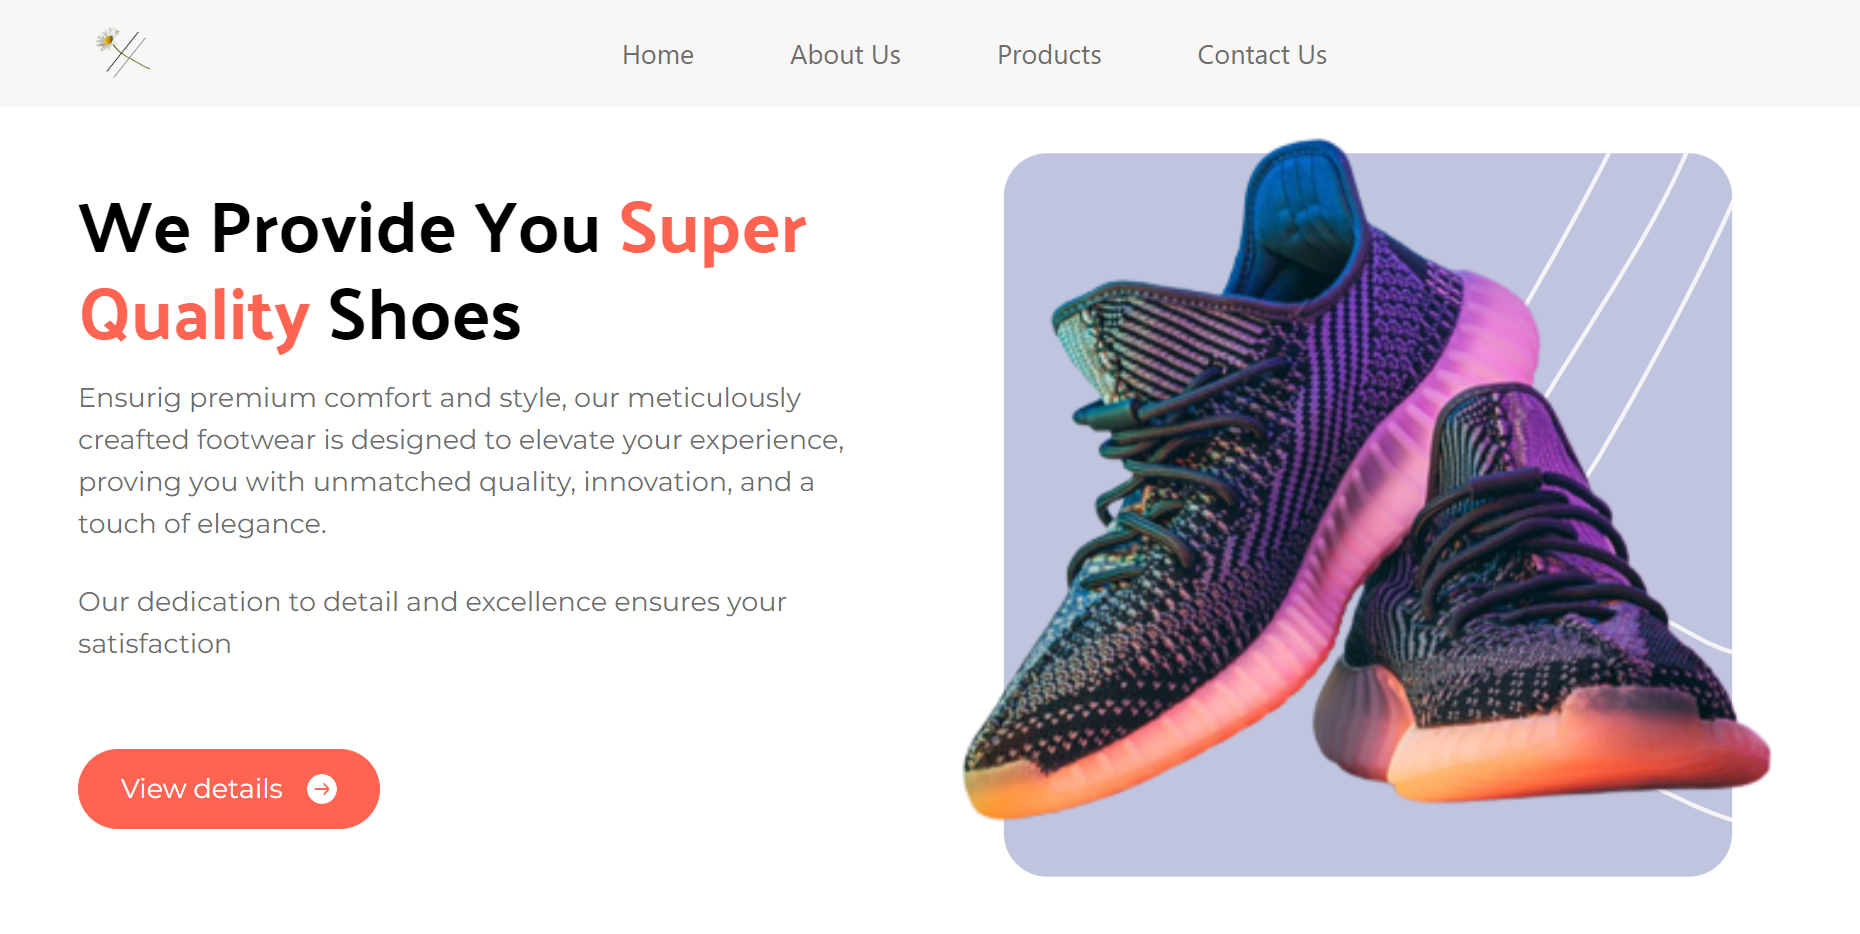 Home About Us Products Contact Us
We Provide You Super
Quality Shoes
Ensurig premium comfort and style, our meticulously
creafted footwear is designed to elevate your experience,
proving you with unmatched quality, innovation, and a
touch of elegance.
Our dedication to detail and excellence ensures your
satisfaction
View details